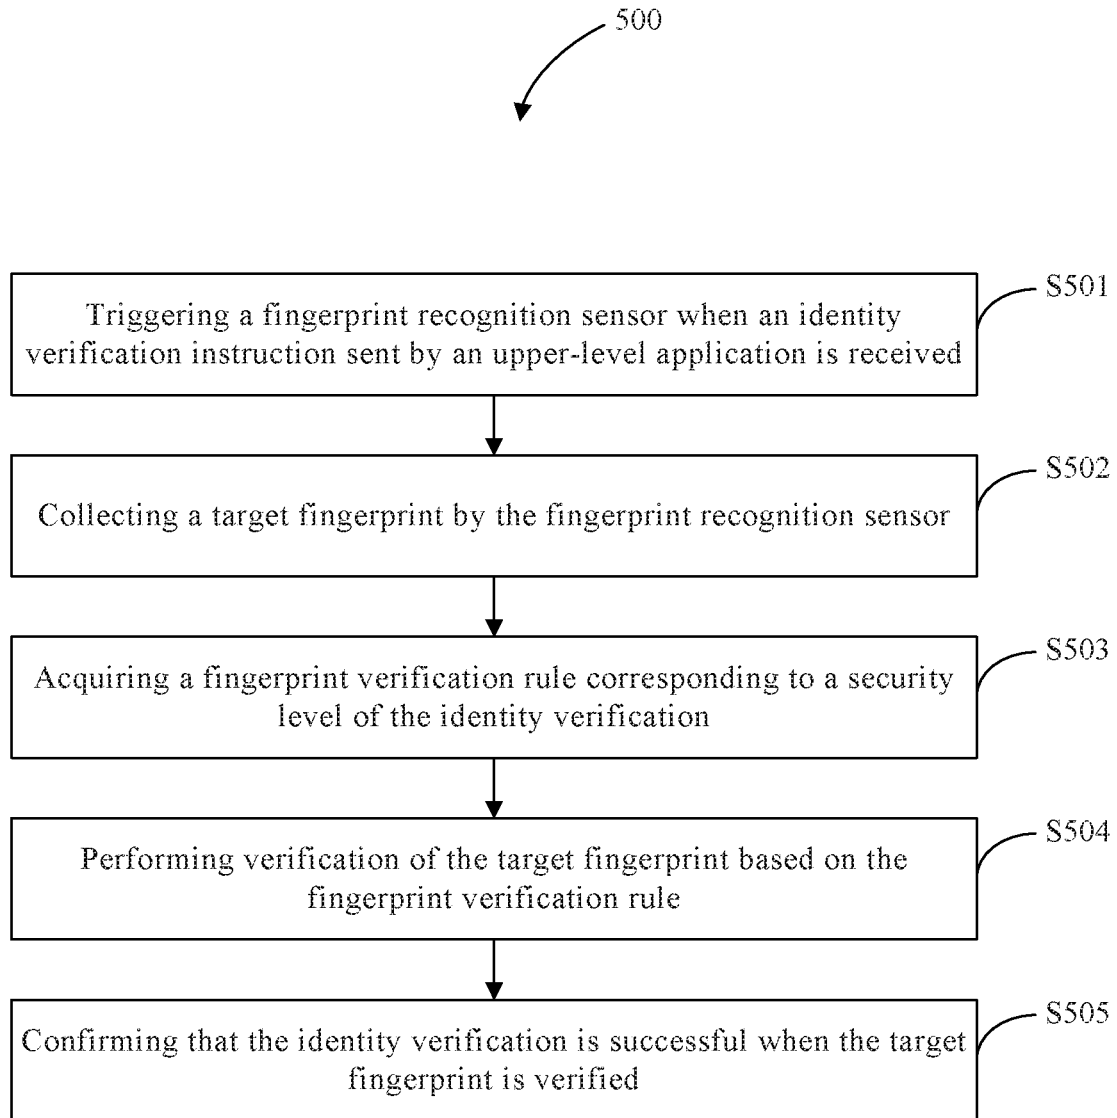 500
S501
Triggering a fingerprint recognition sensor when an identity
verification instruction sent by an upper-level application is received
S502
Collecting a target fingerprint by the fingerprint recognition sensor
S503
Acquiring a fingerprint verification rule corresponding to a security
level of the identity verification
S504
Performing verification of the target fingerprint based on the
fingerprint verification rule
S505
Confirming that the identity verification is successful when the target
fingerprint is verified